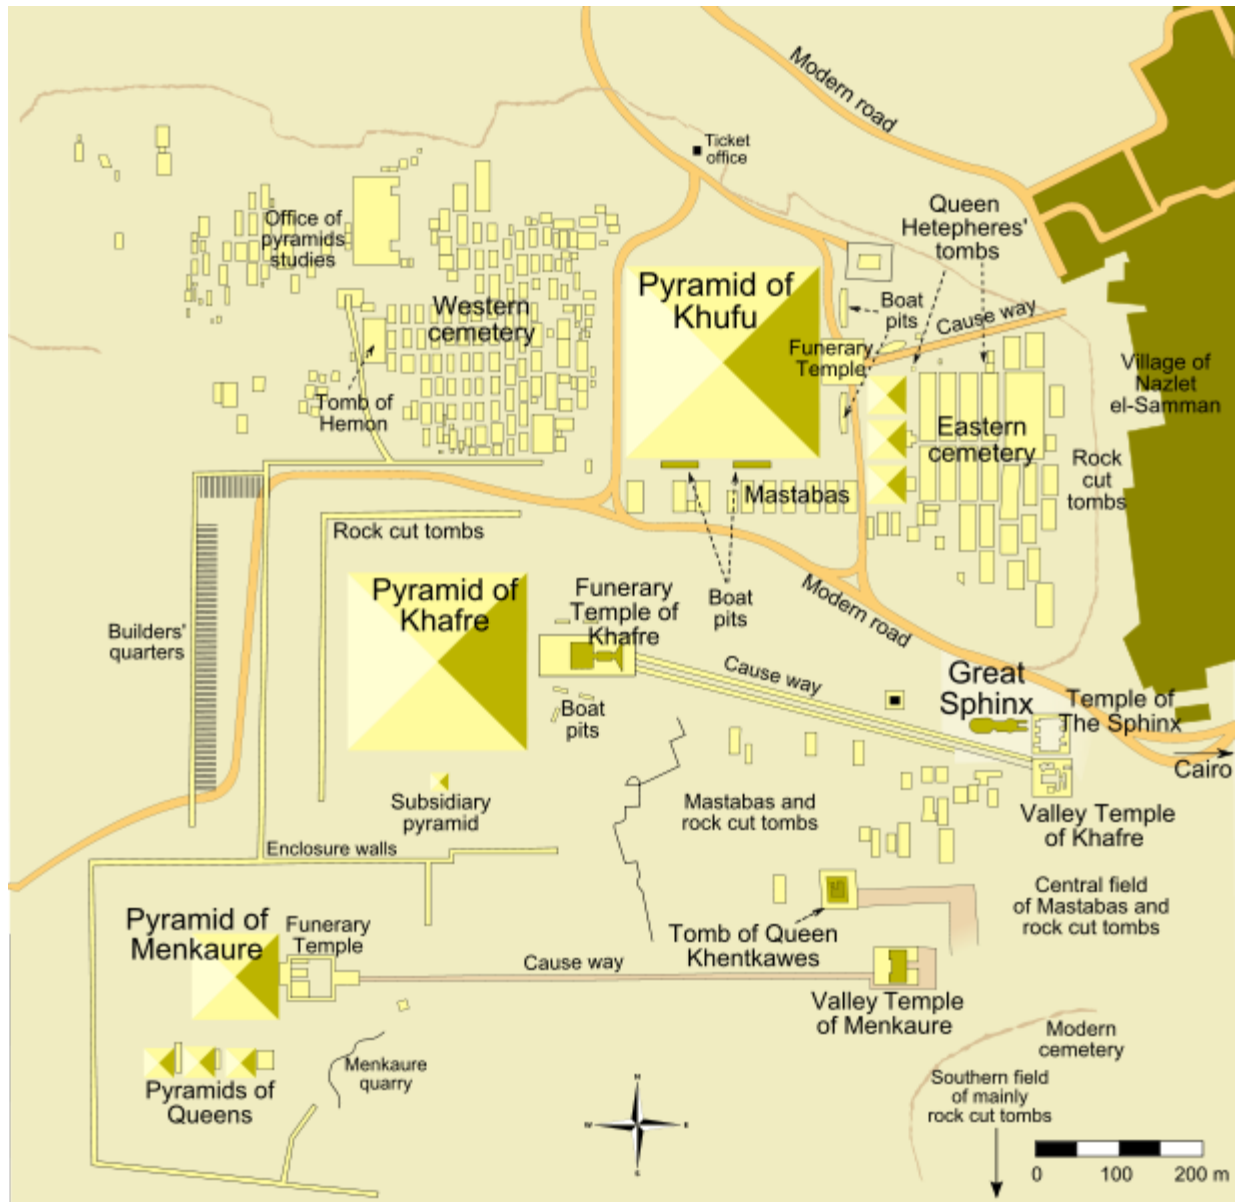 Modern road
Ticket
office
Queen
Hetepheres'
tombs
Office of
pyramids
studies
Pyramid of
Khufu
Boat
pits
Western
cemetery
Cause way
Funerary
Temple
Village of
Nazlet
el-Samman
Tomb of
Hemon
Eastern
cemetery
Rock
cut
tombs
Mastabas
Rock cut tombs
Pyramid of
Khafre
Funerary
Temple of
Khafre
Boat
pits
Modern road
Builders'
quarters
Cause way
Great
Sphinx
Temple of
The Sphinx
Boat
pits
Cairo
Subsidiary
pyramid
Mastabas and
rock cut tombs
Valley Temple
of Khafre
Enclosure walls
Central field
of Mastabas and
rock cut tombs
Pyramid of
Menkaure
Funerary
Temple
Tomb of Queen
Khentkawes
Cause way
Valley Temple
of Menkaure
Modern
cemetery
Menkaure
quarry
Pyramids of
Queens
Southern field
of mainly
rock cut tombs
N
W
E
S
0 100 200 m